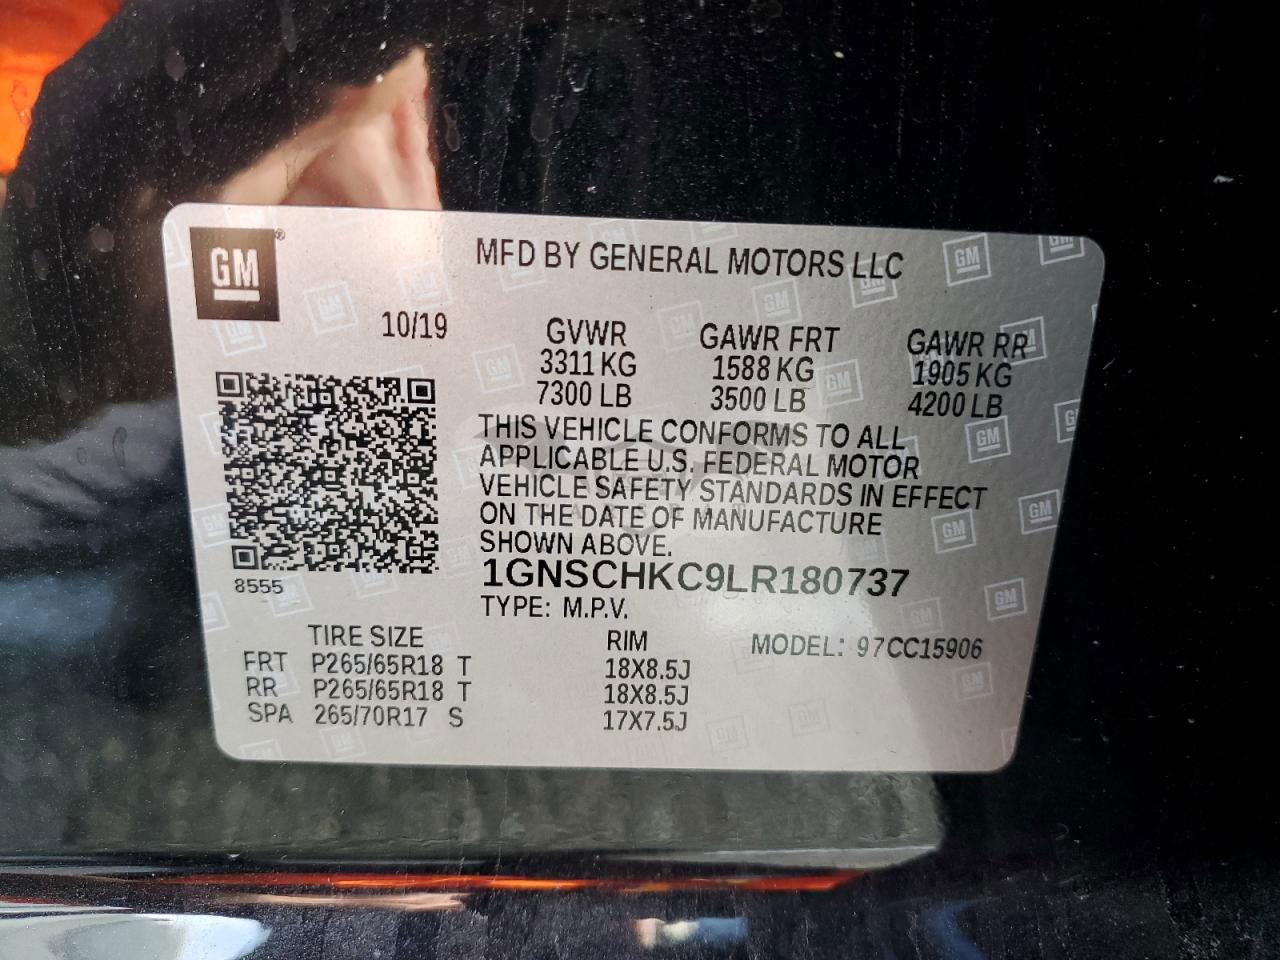 GM
MFD BY GENERAL MOTORS LLC
10/19
GVWR GAWR FRT GAWR RR
3311 KG 1588 KG 1905 KG
7300 LB 3500 LB 4200 LB
THIS VEHICLE CONFORMS TO ALL
APPLICABLE U.S. FEDERAL MOTOR
VEHICLE SAFETY STANDARDS IN EFFECT
ON THE DATE OF MANUFACTURE
SHOWN ABOVE.
8555
1GNSCHKC9LR180737
TYPE: M.P.V.
TIRE SIZE RIM MODEL: 97CC15906
FRT P265/65R18 T 18X8.5J
RR P265/65R18 T 18X8.5J
SPA 265/70R17 S 17X7.5J